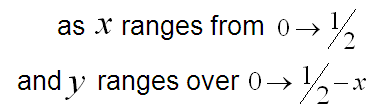 as x ranges from 0 → 1/2
and y ranges over 0 → 1/2 − x